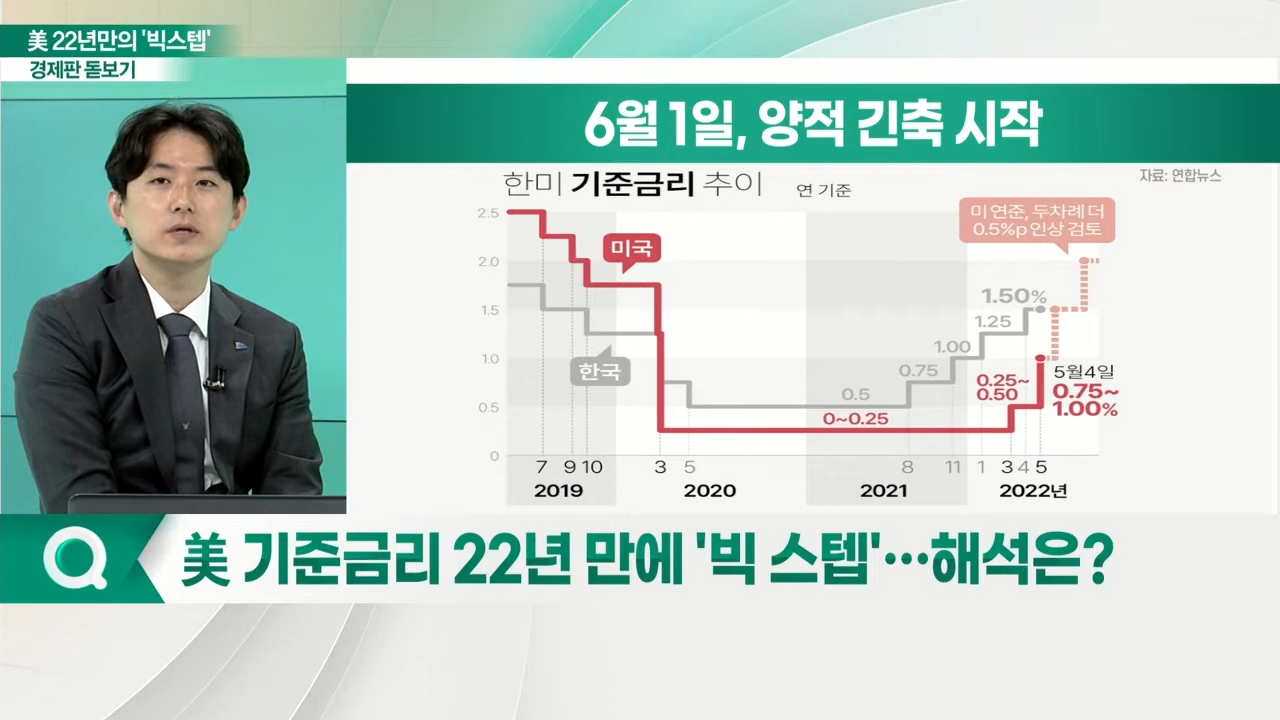 美 22년만의 '빅스텝'
경제판 돋보기
6월 1일, 양적 긴축 시작
한미 기준금리 추이 연 기준
자료: 연합뉴스
미 연준, 두차례 더
0.5%p 인상 검토
2.5
2.0
1.5
1.0
0.5
0
미국
한국
0.5
0~0.25
0.75
1.00
1.25
1.50%
0.25~
0.50
5월4일
0.75~
1.00%
7 9 10 3 5 8 11 1 3 4 5
2019 2020 2021 2022년
美 기준금리 22년 만에 '빅 스텝'…해석은?